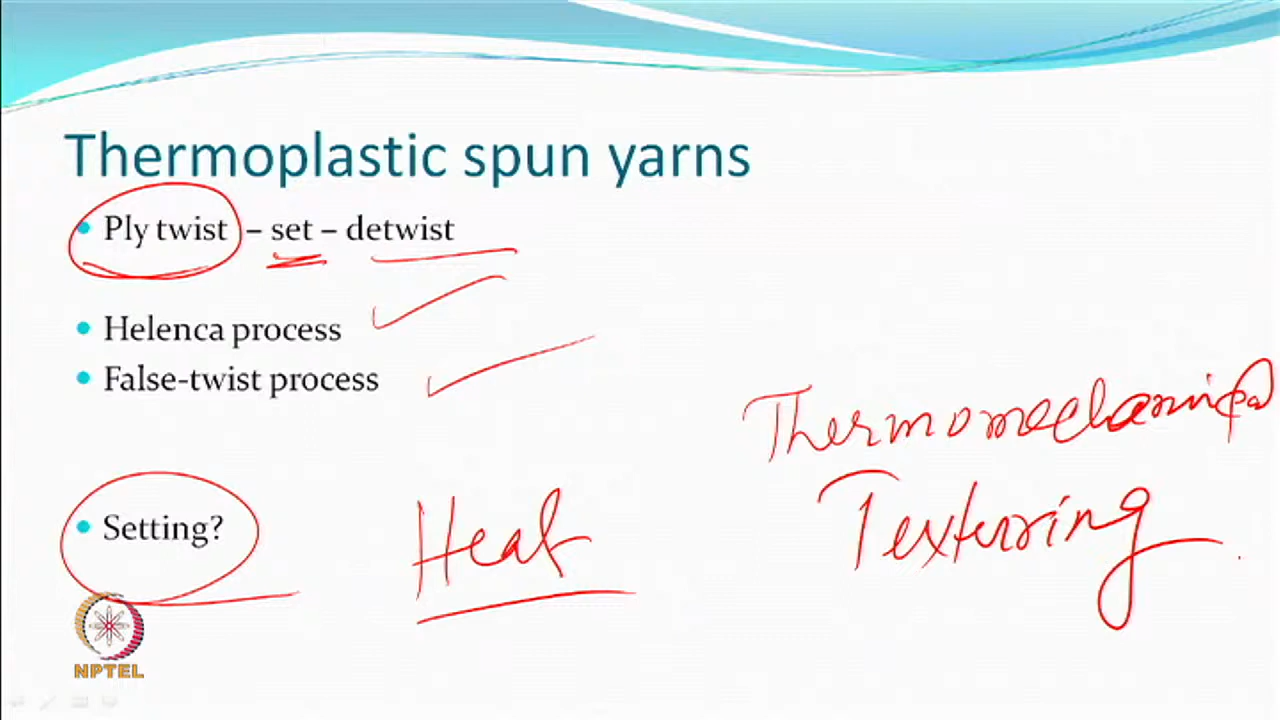 Thermoplastic spun yarns
Ply twist – set – detwist
Helenca process
False-twist process
Thermomechanical
Texturing
Setting?
Heat
NPTEL